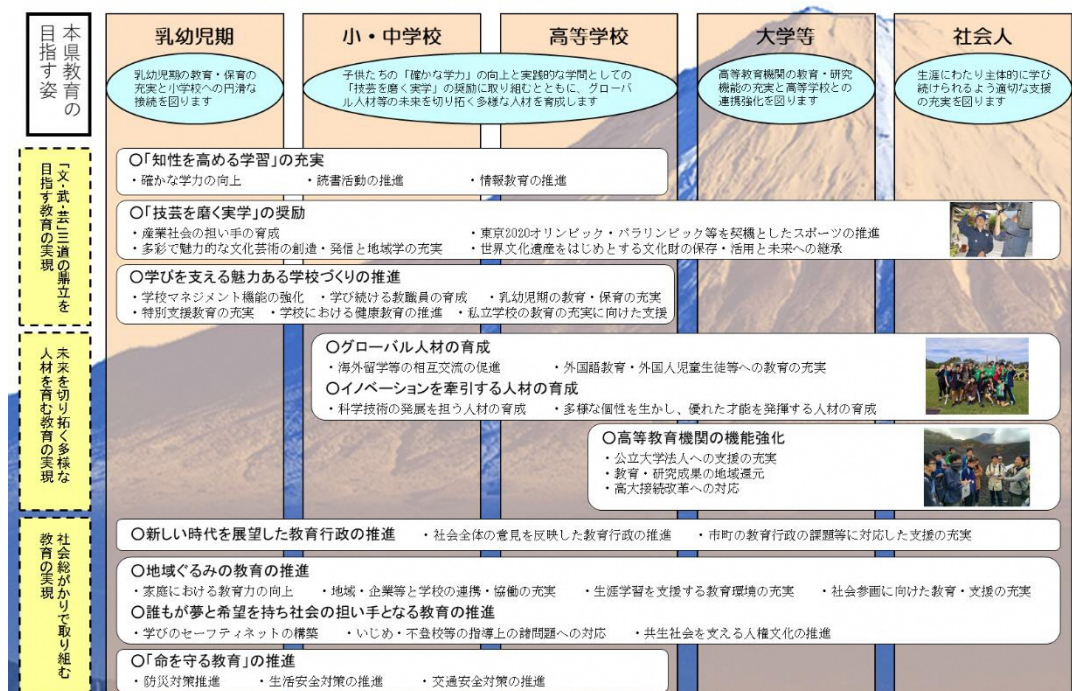 本県教育の
目指す姿
乳幼児期
小・中学校
高等学校
大学等
社会人
乳幼児期の教育・保育の
充実と小学校への円滑な
接続を図ります
子供たちの「確かな学力」の向上と実践的な学問としての
「技芸を磨く実学」の奨励に取り組むとともに、グローバ
ル人材等の未来を切り拓く多様な人材を育成します
高等教育機関の教育・研究
機能の充実と高等学校との
連携強化を図ります
生涯にわたり主体的に学び
続けられるよう適切な支援
の充実を図ります
「文・武・芸」三道の鼎立を
目指す教育の実現
〇「知性を高める学習」の充実
・確かな学力の向上 ・読書活動の推進 ・情報教育の推進
〇「技芸を磨く実学」の奨励
・産業社会の担い手の育成 ・東京2020オリンピック・パラリンピック等を契機としたスポーツの推進
・多彩で魅力的な文化芸術の創造・発信と地域学の充実 ・世界文化遺産をはじめとする文化財の保存・活用と未来への継承
〇学びを支える魅力ある学校づくりの推進
・学校マネジメント機能の強化 ・学び続ける教職員の育成 ・乳幼児期の教育・保育の充実
・特別支援教育の充実 ・学校における健康教育の推進 ・私立学校の教育の充実に向けた支援
未来を切り拓く多様な
人材を育む教育の実現
〇グローバル人材の育成
・海外留学等の相互交流の促進 ・外国語教育・外国人児童生徒等への教育の充実
〇イノベーションを牽引する人材の育成
・科学技術の発展を担う人材の育成 ・多様な個性を生かし、優れた才能を発揮する人材の育成
〇高等教育機関の機能強化
・公立大学法人への支援の充実
・教育・研究成果の地域還元
・高大接続改革への対応
社会総がかりで取り組む
教育の実現
〇新しい時代を展望した教育行政の推進 ・社会全体の意見を反映した教育行政の推進 ・市町の教育行政の課題等に対応した支援の充実
〇地域ぐるみの教育の推進
・家庭における教育力の向上 ・地域・企業等と学校の連携・協働の充実 ・生涯学習を支援する教育環境の充実 ・社会参画に向けた教育・支援の充実
〇誰もが夢と希望を持ち社会の担い手となる教育の推進
・学びのセーフティネットの構築 ・いじめ・不登校等の指導上の諸問題への対応 ・共生社会を支える人権文化の推進
〇「命を守る教育」の推進
・防災対策推進 ・生活安全対策の推進 ・交通安全対策の推進